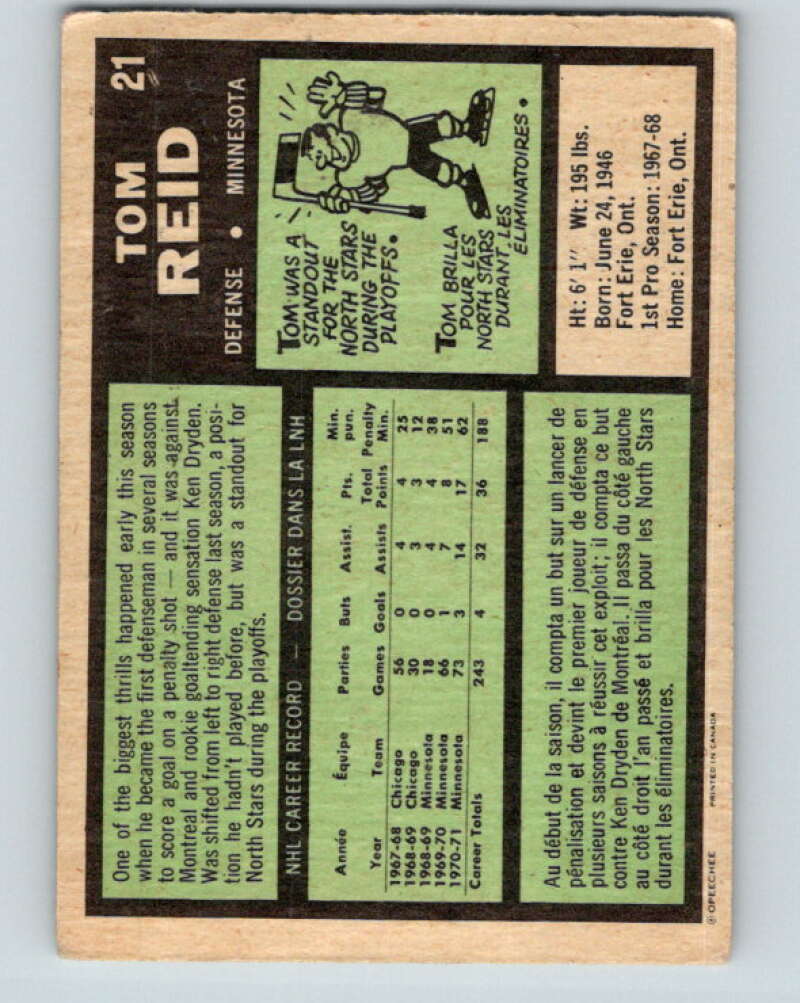 TOM 21
REID
DEFENSE • MINNESOTA
TOM WAS A
STANDOUT
FOR THE
NORTH STARS
DURING THE
PLAYOFFS.
TOM BRILLA
POUR LES
NORTH STARS
DURANT LES
ÉLIMINATOIRES.
Ht: 6' 1" Wt: 195 lbs.
Born: June 24, 1946
Fort Erie, Ont.
1st Pro Season: 1967-68
Home: Fort Erie, Ont.
One of the biggest thrills happened early this season
when he became the first defenseman in several seasons
to score a goal on a penalty shot — and it was against
Montreal and rookie goaltending sensation Ken Dryden.
Was shifted from left to right defense last season, a posi-
tion he hadn't played before, but was a standout for
North Stars during the playoffs.
NHL CAREER RECORD — DOSSIER DANS LA LNH
Année Équipe Parties Buts Assist. Pts. Min. pun.
Year Team Games Goals Assists Total Points Penalty Min.
1967-68 Chicago 56 0 4 4 25
1968-69 Chicago 30 0 3 3 12
1968-69 Minnesota 18 0 4 4 38
1969-70 Minnesota 66 1 7 8 51
1970-71 Minnesota 73 3 14 17 62
Career Totals 243 4 32 36 188
Au début de la saison, il compta un but sur un lancer de
pénalisation et devint le premier joueur de défense en
plusieurs saisons à réussir cet exploit; il compta ce but
contre Ken Dryden de Montréal. Il passa du côté gauche
au côté droit l'an passé et brilla pour les North Stars
durant les éliminatoires.
© OPEECHEE PRINTED IN CANADA